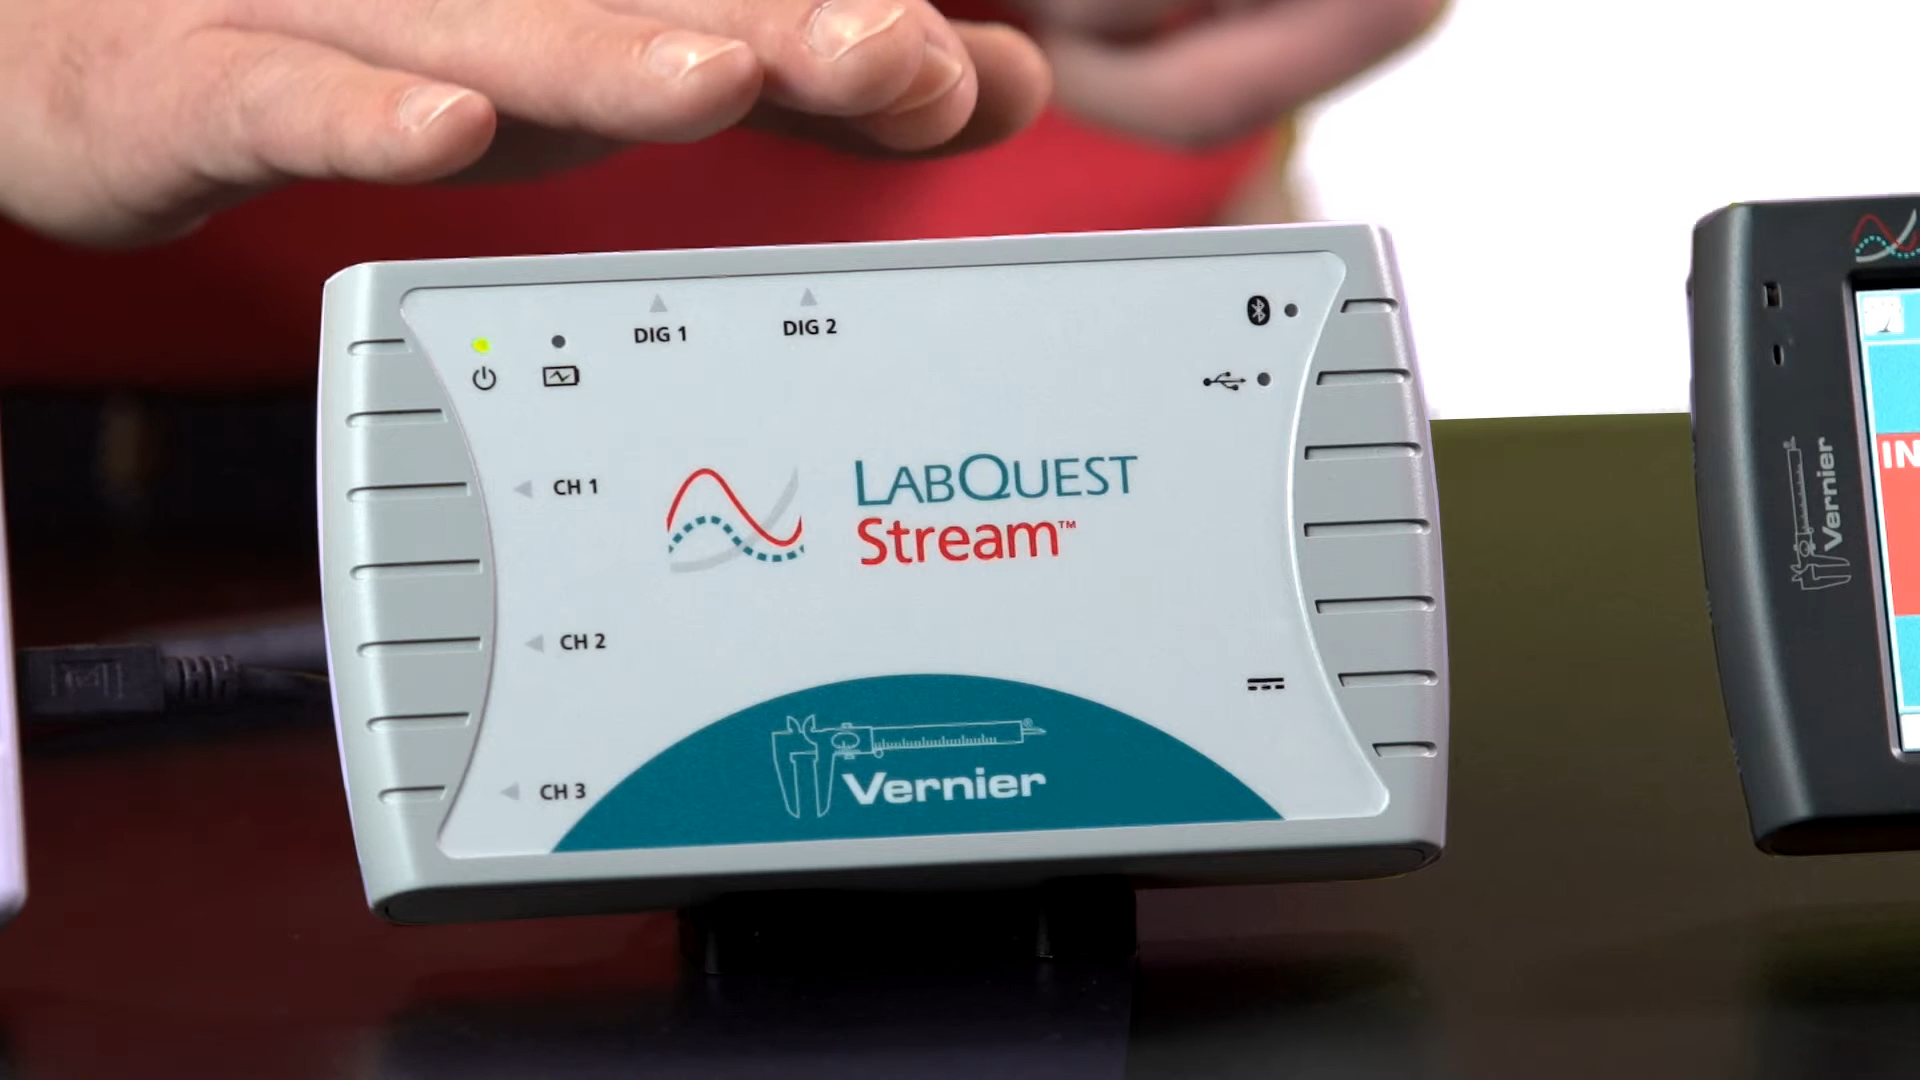 DIG 1
DIG 2
CH 1
LABQUEST
Stream™
CH 2
CH 3
Vernier®
Vernier
IN